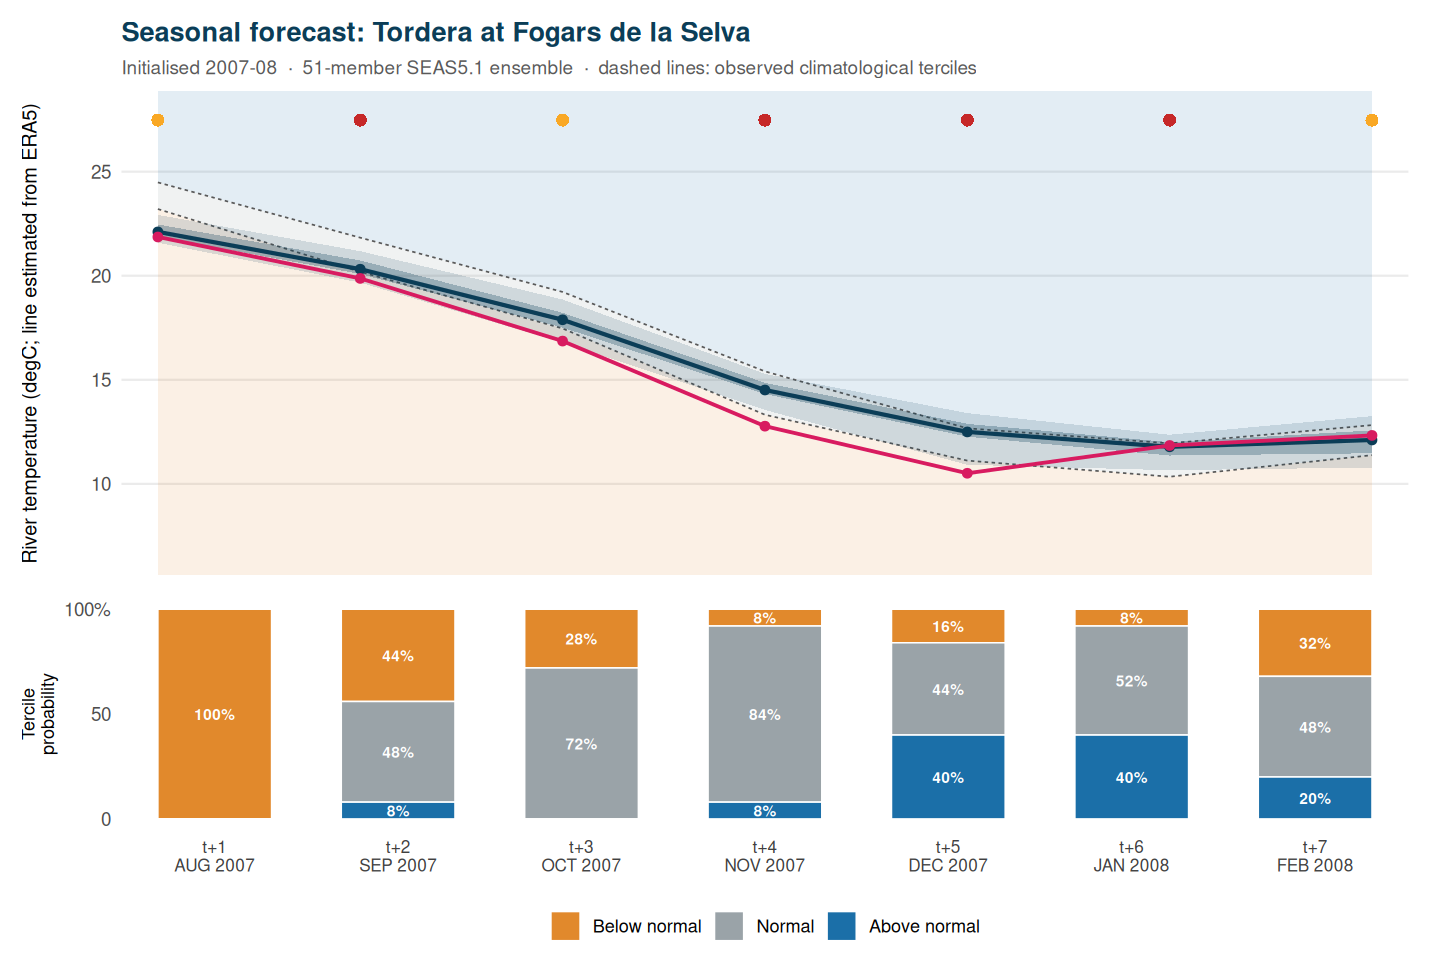 Seasonal forecast: Tordera at Fogars de la Selva
Initialised 2007-08 · 51-member SEAS5.1 ensemble · dashed lines: observed climatological terciles
River temperature (degC; line estimated from ERA5)
25
20
15
10
Tercile
probability
100%
50
0
100%
44%
48%
8%
28%
72%
8%
84%
8%
16%
44%
40%
8%
52%
40%
32%
48%
20%
t+1
AUG 2007
t+2
SEP 2007
t+3
OCT 2007
t+4
NOV 2007
t+5
DEC 2007
t+6
JAN 2008
t+7
FEB 2008
Below normal
Normal
Above normal